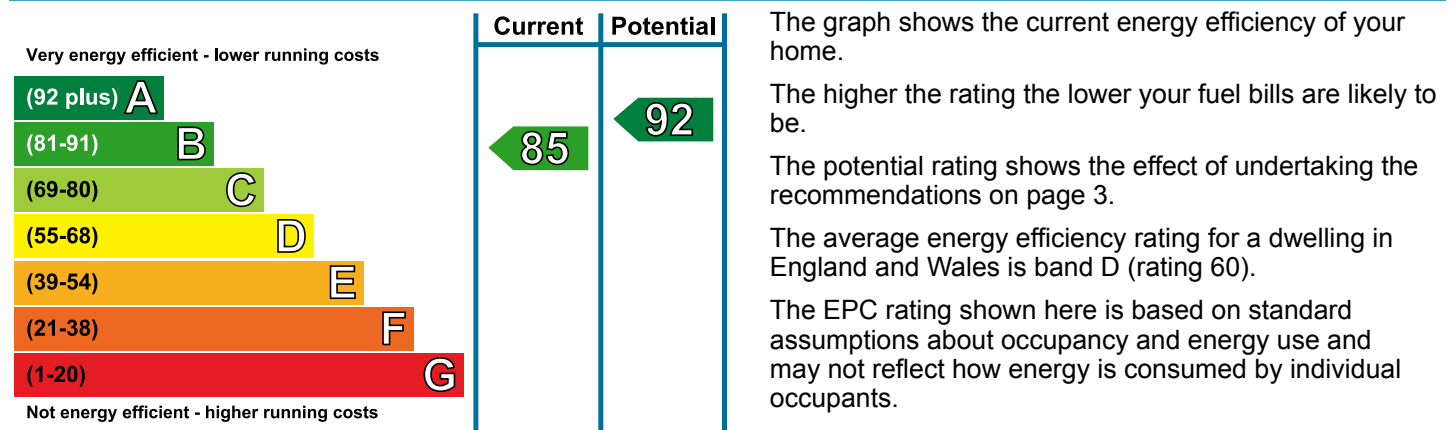 Current Potential
Very energy efficient - lower running costs
(92 plus) A
(81-91) B
(69-80) C
(55-68) D
(39-54) E
(21-38) F
(1-20) G
Not energy efficient - higher running costs
85
92
The graph shows the current energy efficiency of your
home.
The higher the rating the lower your fuel bills are likely to
be.
The potential rating shows the effect of undertaking the
recommendations on page 3.
The average energy efficiency rating for a dwelling in
England and Wales is band D (rating 60).
The EPC rating shown here is based on standard
assumptions about occupancy and energy use and
may not reflect how energy is consumed by individual
occupants.